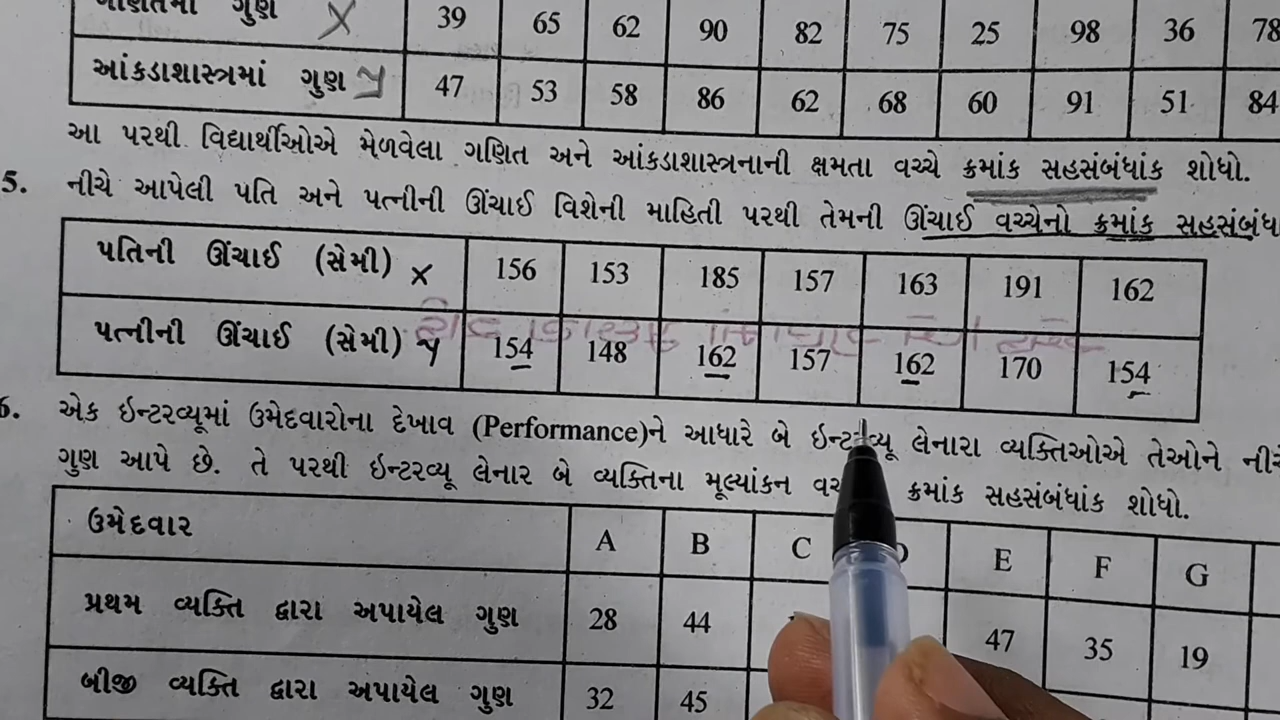 ગુણ X 39 65 62 90 82 75 25 98 36 78
આંકડાશાસ્ત્રમાં ગુણ y 47 53 58 86 62 68 60 91 51 84
આ પરથી વિદ્યાર્થીઓએ મેળવેલા ગણિત અને આંકડાશાસ્ત્રનાની ક્ષમતા વચ્ચે ક્રમાંક સહસંબંધાંક શોધો.
5. નીચે આપેલી પતિ અને પત્નીની ઊંચાઈ વિશેની માહિતી પરથી તેમની ઊંચાઈ વચ્ચેનો ક્રમાંક સહસંબંધ
પતિની ઊંચાઈ (સેમી) x 156 153 185 157 163 191 162
પત્નીની ઊંચાઈ (સેમી) y 154 148 162 157 162 170 154
6. એક ઇન્ટરવ્યૂમાં ઉમેદવારોના દેખાવ (Performance)ને આધારે બે ઇન્ટરવ્યૂ લેનારા વ્યક્તિઓએ તેઓને
ગુણ આપે છે. તે પરથી ઇન્ટરવ્યૂ લેનાર બે વ્યક્તિના મૂલ્યાંકન ક્રમાંક સહસંબંધાંક શોધો.
ઉમેદવાર A B C D E F G
પ્રથમ વ્યક્તિ દ્વારા અપાયેલ ગુણ 28 44 47 35 19
બીજી વ્યક્તિ દ્વારા અપાયેલ ગુણ 32 45